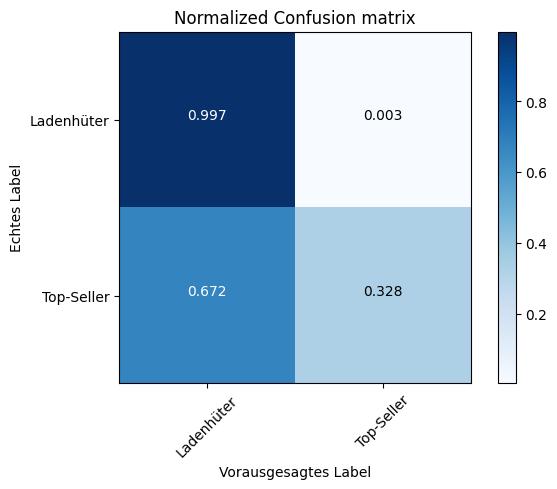 Normalized Confusion matrix
Echtes Label
Ladenhüter
Top-Seller
0.997
0.003
0.672
0.328
Ladenhüter
Top-Seller
Vorausgesagtes Label
0.8
0.6
0.4
0.2